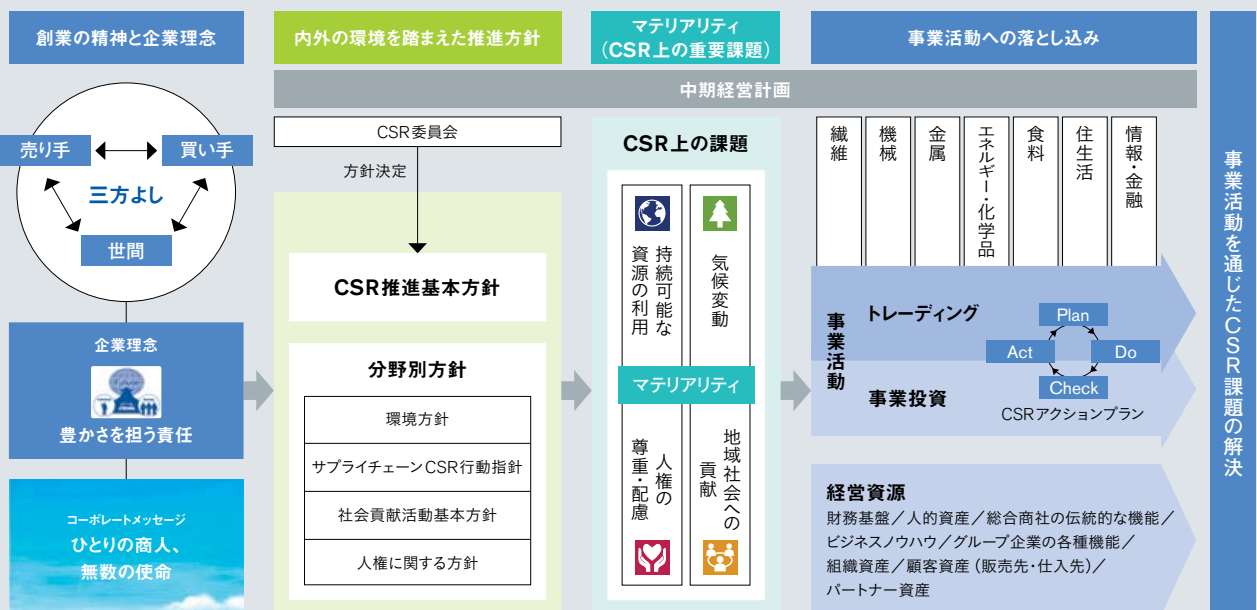 創業の精神と企業理念
売り手
買い手
三方よし
世間
企業理念
豊かさを担う責任
コーポレートメッセージ
ひとりの商人、
無数の使命
内外の環境を踏まえた推進方針
マテリアリティ
（CSR上の重要課題）
事業活動への落とし込み
中期経営計画
CSR委員会
方針決定
CSR推進基本方針
分野別方針
環境方針
サプライチェーンCSR行動指針
社会貢献活動基本方針
人権に関する方針
CSR上の課題
持続可能な
資源の利用
気候変動
マテリアリティ
人権の
尊重・配慮
地域社会への
貢献
繊維
機械
金属
エネルギー・化学品
食料
住生活
情報・金融
事業活動
トレーディング
事業投資
Plan
Act
Do
Check
CSRアクションプラン
経営資源
財務基盤／人的資産／総合商社の伝統的な機能／
ビジネスノウハウ／グループ企業の各種機能／
組織資産／顧客資産（販売先・仕入先）／
パートナー資産
事業活動を通じたCSR課題の解決